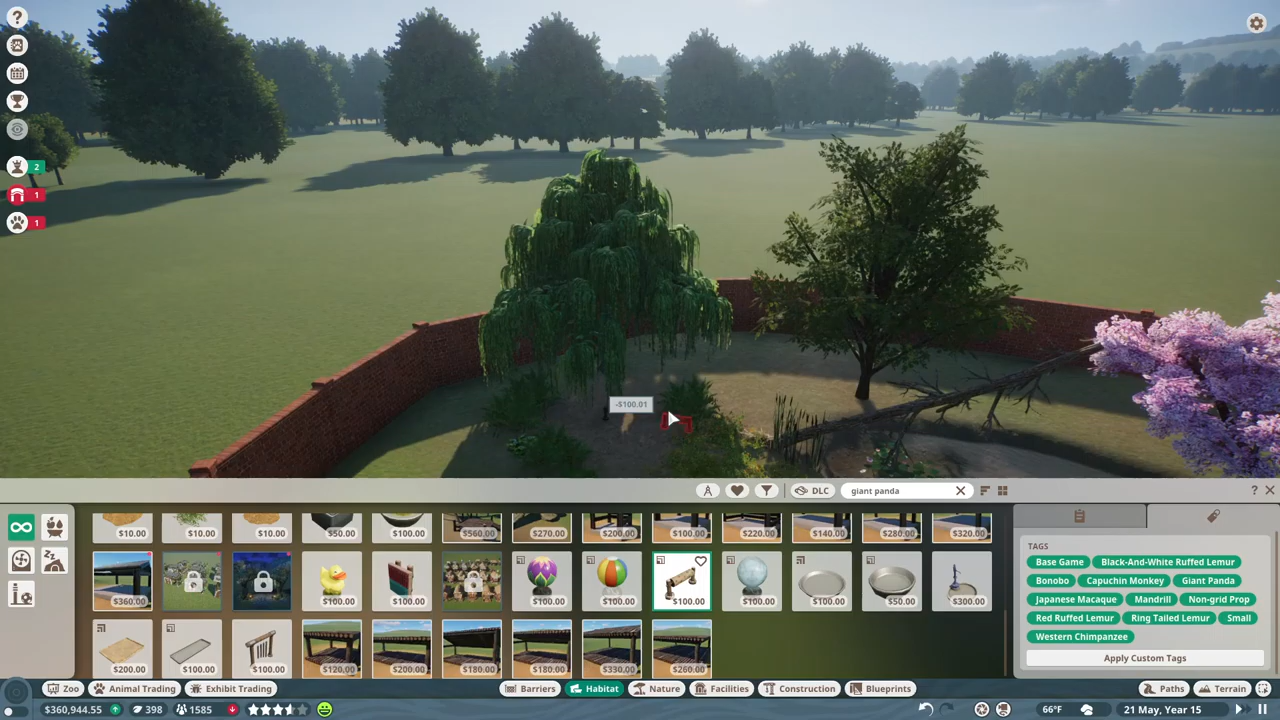 ?
2
1
1
-$100.01
DLC
giant panda
?
$10.00
$10.00
$10.00
$50.00
$100.00
$560.00
$270.00
$200.00
$100.00
$220.00
$140.00
$280.00
$320.00
$360.00
$100.00
$100.00
$100.00
$100.00
$100.00
$100.00
$100.00
$50.00
$300.00
$200.00
$100.00
$100.00
$120.00
$200.00
$180.00
$180.00
$330.00
$260.00
TAGS
Base Game
Black-And-White Ruffed Lemur
Bonobo
Capuchin Monkey
Giant Panda
Japanese Macaque
Mandrill
Non-grid Prop
Red Ruffed Lemur
Ring Tailed Lemur
Small
Western Chimpanzee
Apply Custom Tags
Zoo
Animal Trading
Exhibit Trading
Barriers
Habitat
Nature
Facilities
Construction
Blueprints
Paths
Terrain
$360,944.55
398
1585
66°F
21 May, Year 15